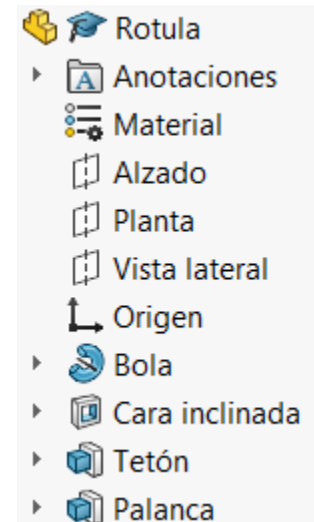 Rotula
Anotaciones
Material
Alzado
Planta
Vista lateral
Origen
Bola
Cara inclinada
Tetón
Palanca